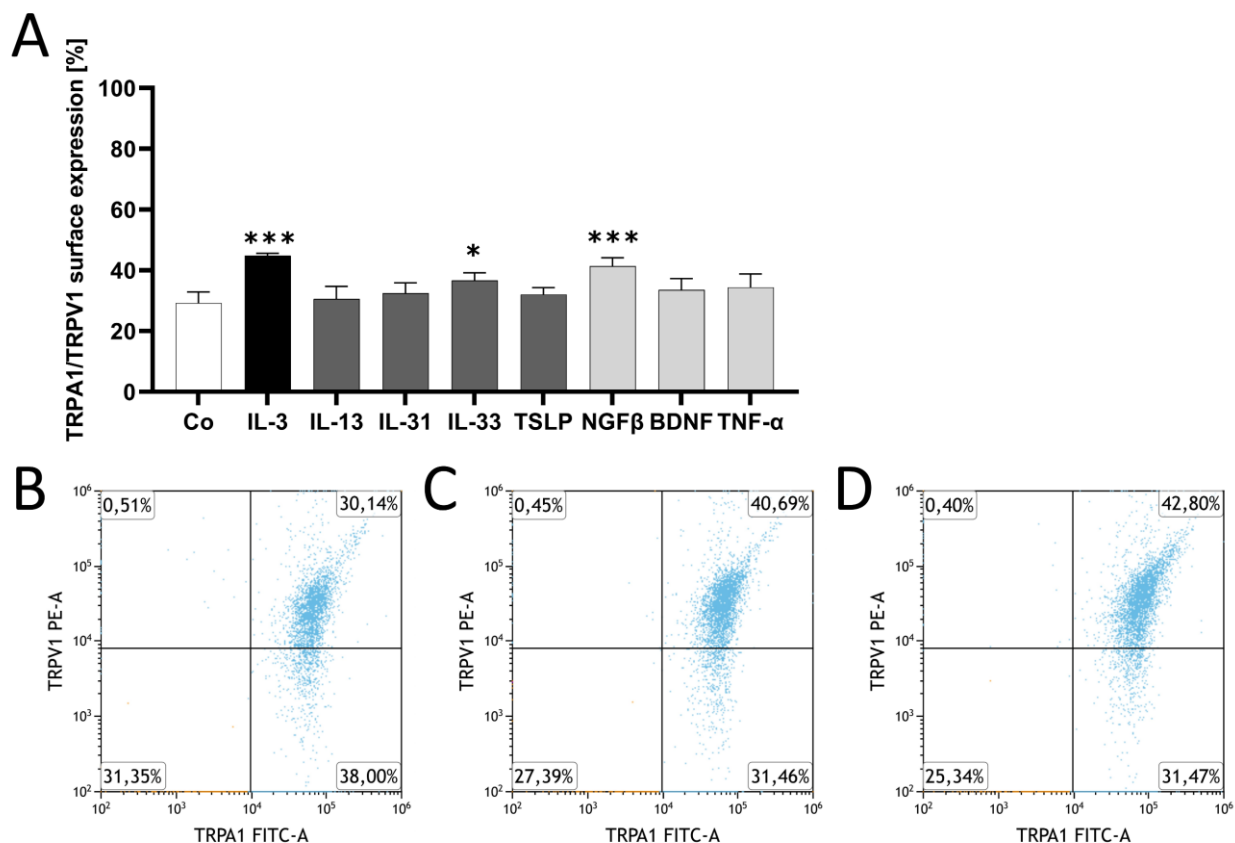 A
TRPA1/TRPV1 surface expression [%]
100
80
60
40
20
0
***
*
***
Co IL-3 IL-13 IL-31 IL-33 TSLP NGFβ BDNF TNF-α
B
TRPV1 PE-A
10⁶
10⁵
10⁴
10³
10²
0,51% 30,14%
31,35% 38,00%
10² 10³ 10⁴ 10⁵ 10⁶
TRPA1 FITC-A
C
TRPV1 PE-A
10⁶
10⁵
10⁴
10³
10²
0,45% 40,69%
27,39% 31,46%
10² 10³ 10⁴ 10⁵ 10⁶
TRPA1 FITC-A
D
TRPV1 PE-A
10⁶
10⁵
10⁴
10³
10²
0,40% 42,80%
25,34% 31,47%
10² 10³ 10⁴ 10⁵ 10⁶
TRPA1 FITC-A